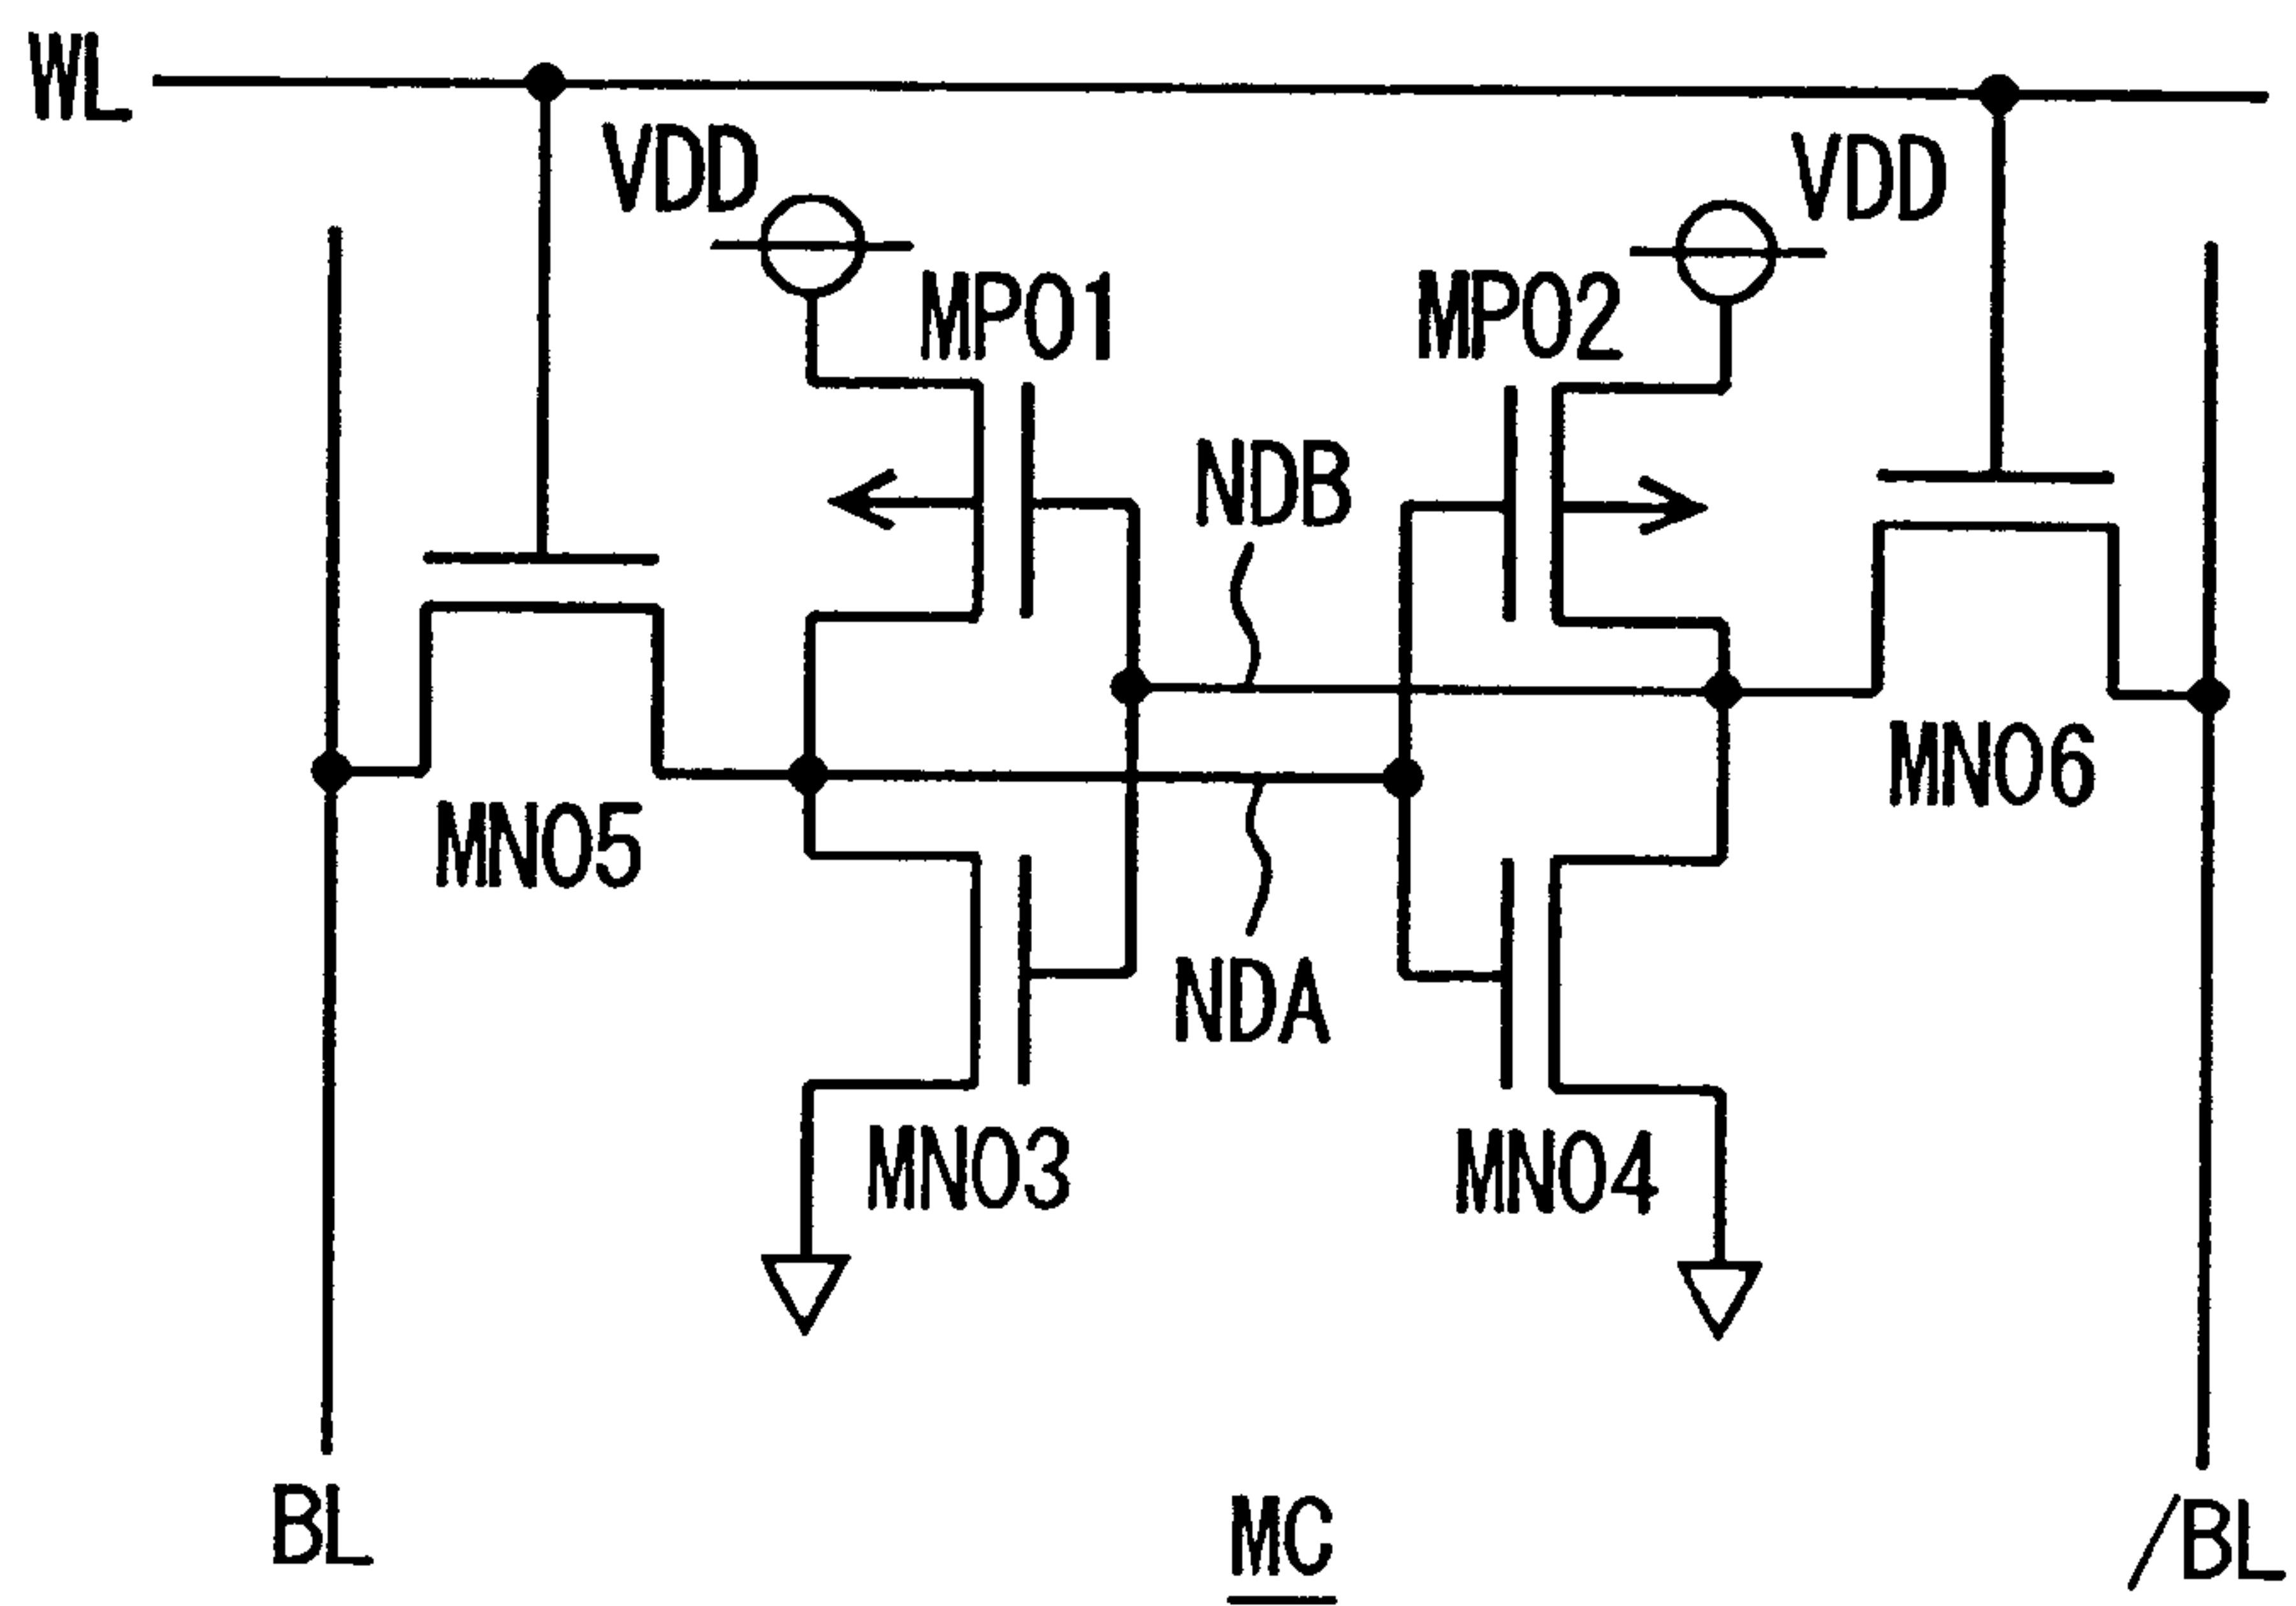 WL
VDD
VDD
MP01
MP02
NDB
MN06
MN05
NDA
MN03
MN04
BL
MC
/BL